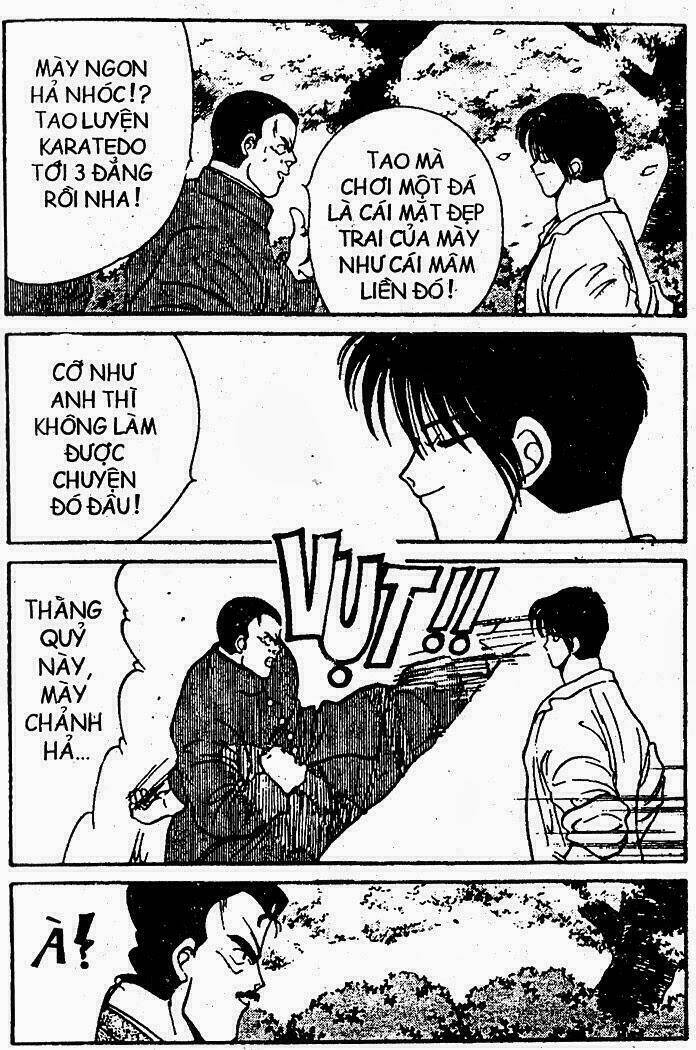 MÀY NGON
HẢ NHÓC!?
TAO LUYỆN
KARATEDO
TỚI 3 ĐẲNG
RỒI NHA!
TAO MÀ
CHƠI MỘT ĐÁ
LÀ CÁI MẶT ĐẸP
TRAI CỦA MÀY
NHƯ CÁI MÂM
LIỀN ĐÓ!
CỠ NHƯ
ANH THÌ
KHÔNG LÀM
ĐƯỢC
CHUYỆN
ĐÓ ĐÂU!
VỤT!!
THẰNG
QUỶ
NÀY,
MÀY
CHẢNH
HẢ...
À!